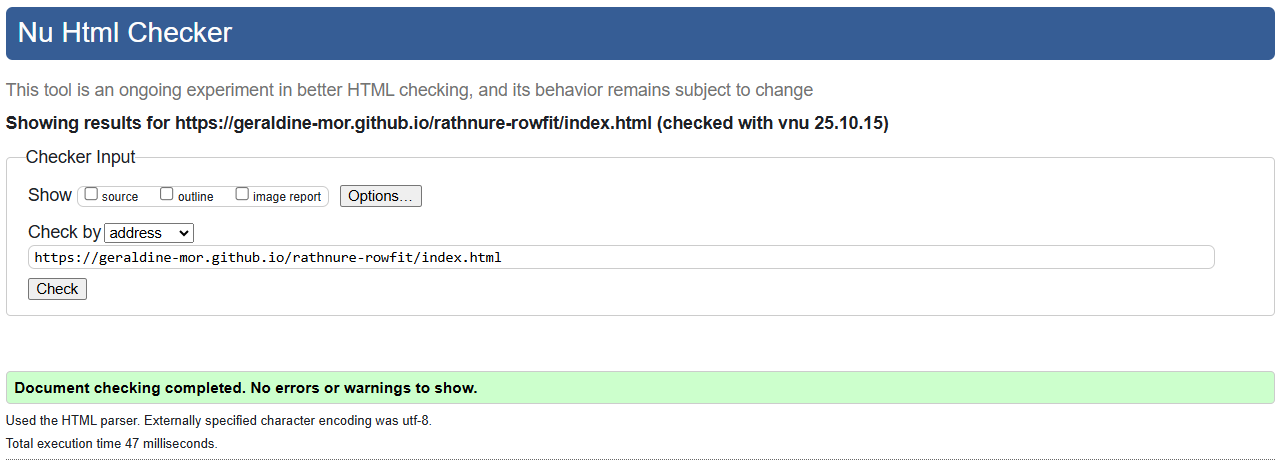 Nu Html Checker
This tool is an ongoing experiment in better HTML checking, and its behavior remains subject to change
Showing results for https://geraldine-mor.github.io/rathnure-rowfit/index.html (checked with vnu 25.10.15)
Checker Input
Show source outline image report Options...
Check by address
https://geraldine-mor.github.io/rathnure-rowfit/index.html
Check
Document checking completed. No errors or warnings to show.
Used the HTML parser. Externally specified character encoding was utf-8.
Total execution time 47 milliseconds.